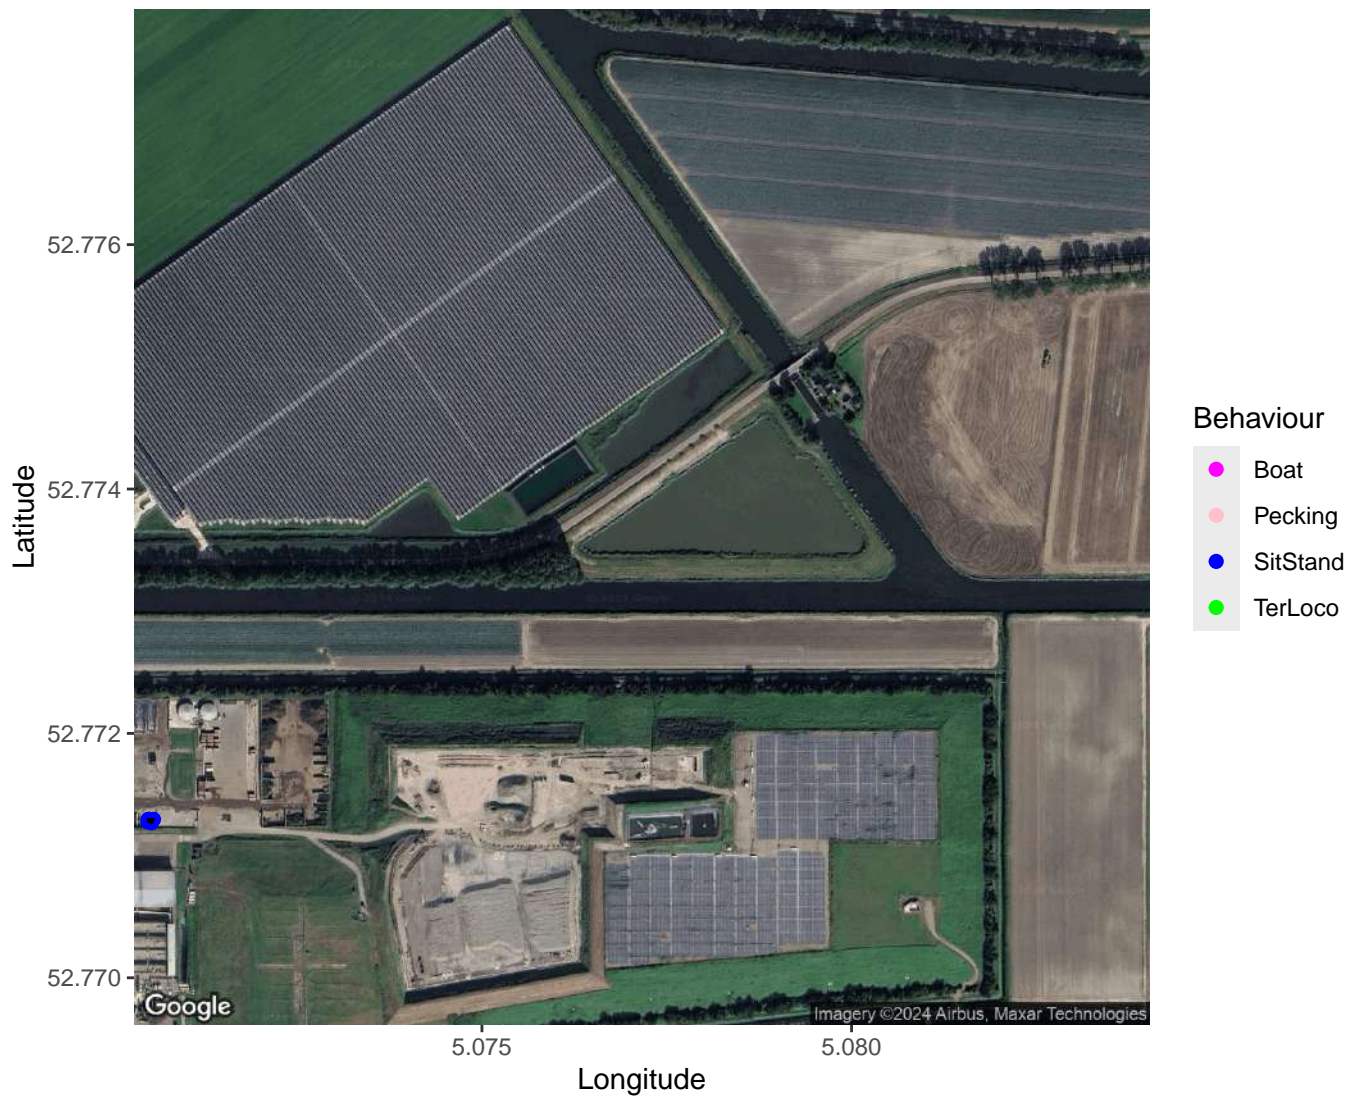 52.776
52.774
52.772
52.770
Latitude
5.075
5.080
Longitude
Google
Imagery ©2024 Airbus, Maxar Technologies
Behaviour
Boat
Pecking
SitStand
TerLoco